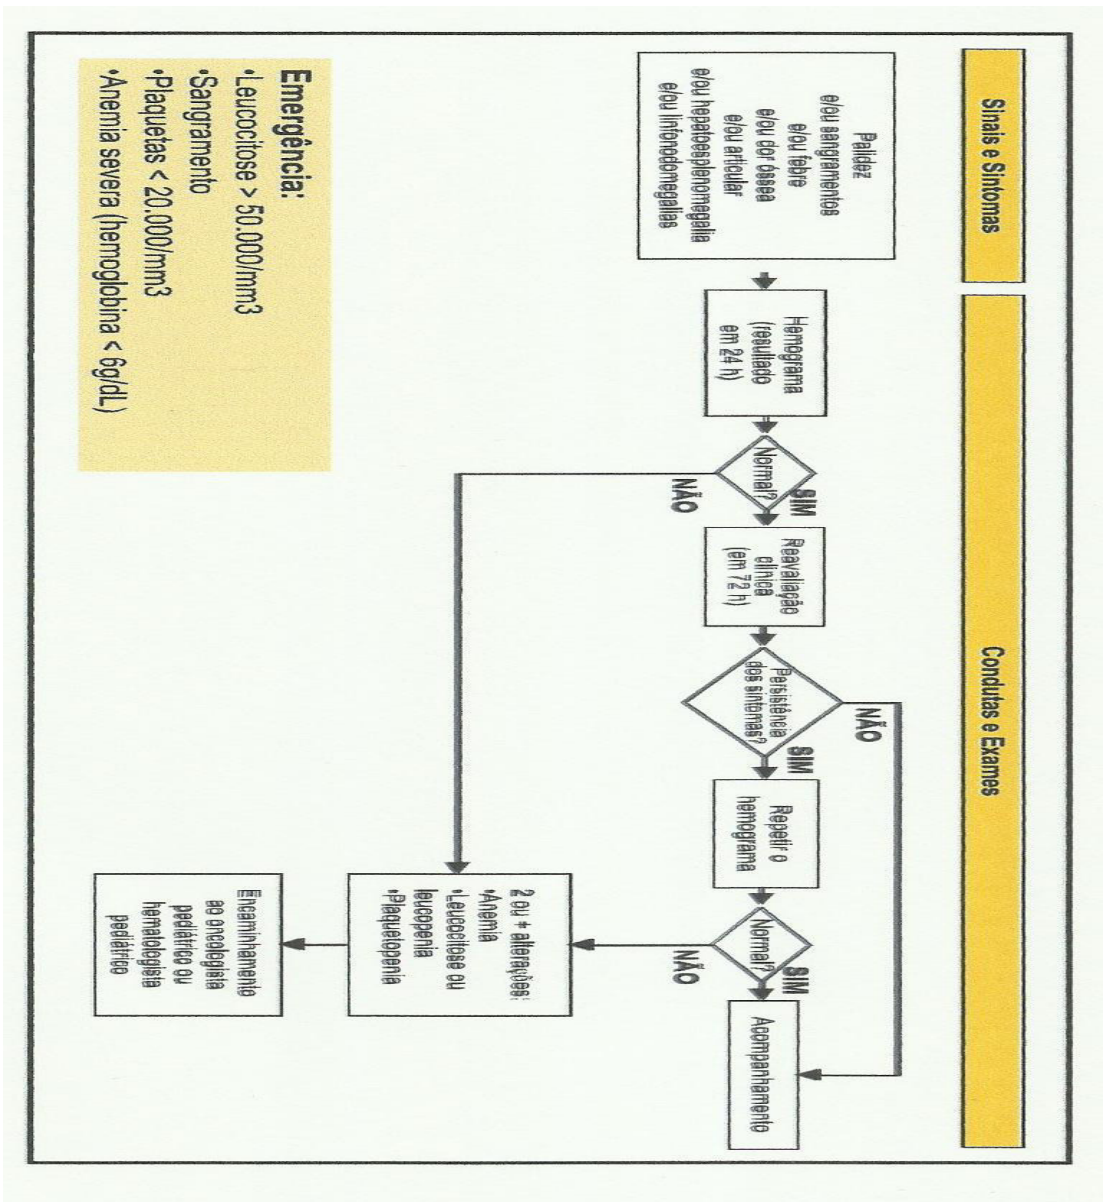 Sinais e Sintomas
Condutas e Exames
Palidez
e/ou sangramentos
e/ou febre
e/ou dor óssea
e/ou articular
e/ou hepatoesplenomegalia
e/ou linfonodomegalias
Hemograma
(resultado
em 24 h)
Normal?
SIM
NÃO
Reavaliação
clínica
(em 72 h)
Persistência
dos sintomas?
NÃO
SIM
Repetir o
hemograma
Normal?
SIM
NÃO
Acompanhamento
2 ou + alterações:
•Anemia
•Leucocitose ou
leucopenia
•Plaquetopenia
Encaminhamento
ao oncologista
pediátrico ou
hematologista
pediátrico
Emergência:
•Leucocitose > 50.000/mm3
•Sangramento
•Plaquetas < 20.000/mm3
•Anemia severa (hemoglobina < 6g/dL)